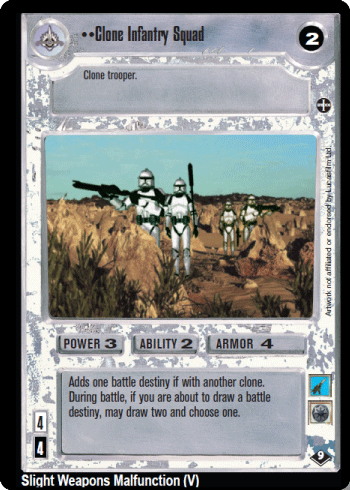 ••Clone Infantry Squad
2
Clone trooper.
Artwork not affiliated or endorsed by Lucasfilm Ltd.
POWER 3
ABILITY 2
ARMOR 4
Adds one battle destiny if with another clone.
During battle, if you are about to draw a battle
destiny, may draw two and choose one.
4
4
9
Slight Weapons Malfunction (V)